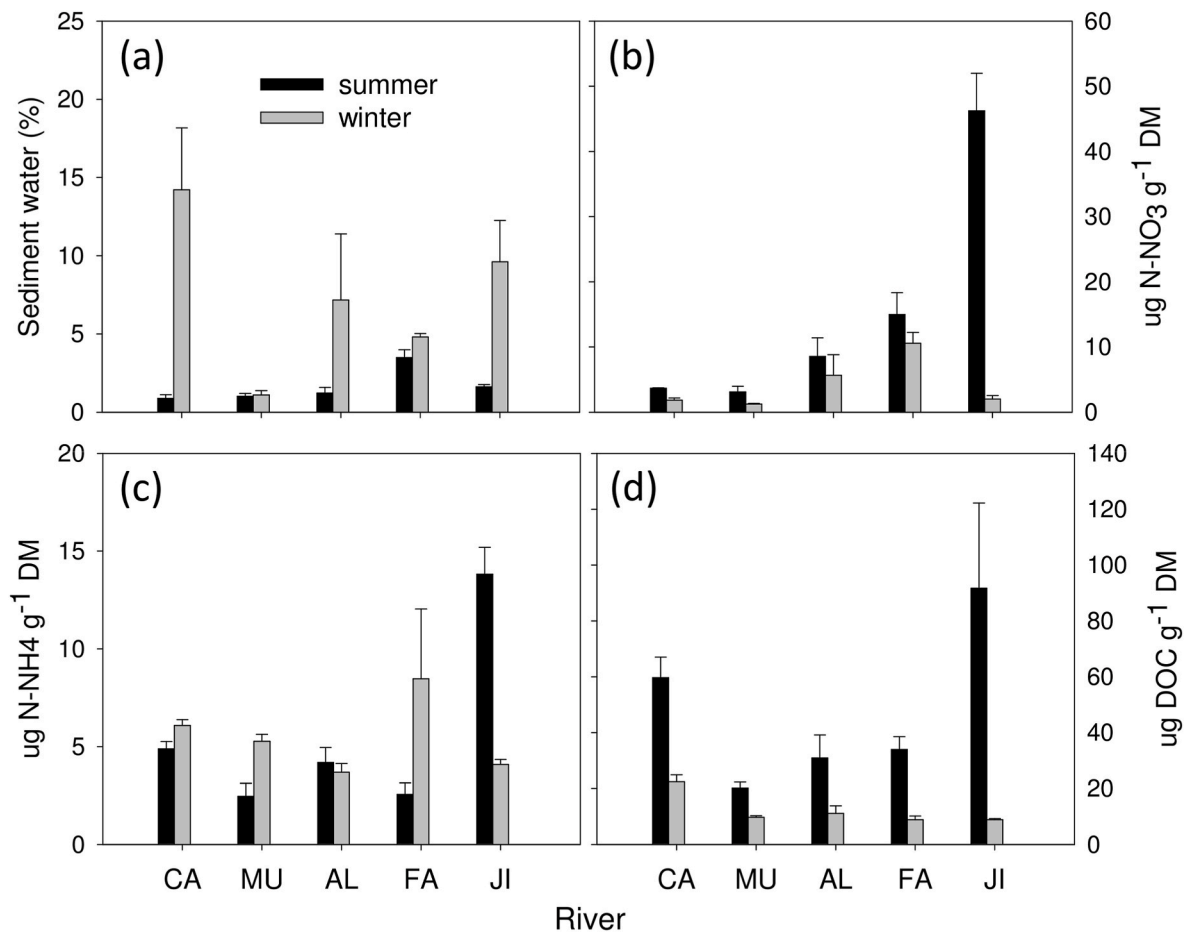 (a)
summer
winter
25
20
15
10
5
0
Sediment water (%)
(b)
60
50
40
30
20
10
0
ug N-NO3 g-1 DM
(c)
20
15
10
5
0
ug N-NH4 g-1 DM
CA MU AL FA JI
(d)
140
120
100
80
60
40
20
0
ug DOC g-1 DM
CA MU AL FA JI
River